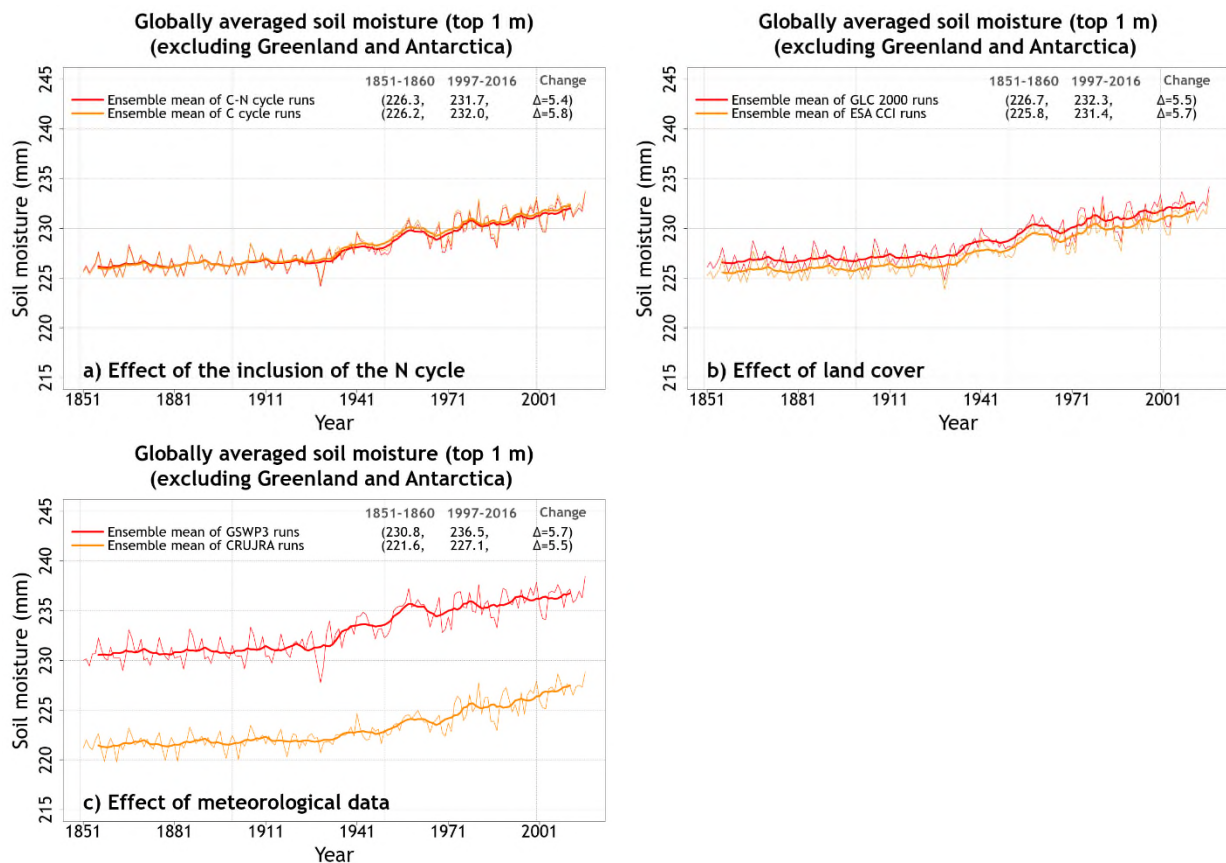 Globally averaged soil moisture (top 1 m)
(excluding Greenland and Antarctica)
1851-1860 1997-2016 Change
Ensemble mean of C-N cycle runs (226.3, 231.7, Δ=5.4)
Ensemble mean of C cycle runs (226.2, 232.0, Δ=5.8)
Soil moisture (mm)
245
240
235
230
225
220
215
a) Effect of the inclusion of the N cycle
1851 1881 1911 1941 1971 2001
Year
Globally averaged soil moisture (top 1 m)
(excluding Greenland and Antarctica)
1851-1860 1997-2016 Change
Ensemble mean of GLC 2000 runs (226.7, 232.3, Δ=5.5)
Ensemble mean of ESA CCI runs (225.8, 231.4, Δ=5.7)
Soil moisture (mm)
245
240
235
230
225
220
215
b) Effect of land cover
1851 1881 1911 1941 1971 2001
Year
Globally averaged soil moisture (top 1 m)
(excluding Greenland and Antarctica)
1851-1860 1997-2016 Change
Ensemble mean of GSWP3 runs (230.8, 236.5, Δ=5.7)
Ensemble mean of CRUJRA runs (221.6, 227.1, Δ=5.5)
Soil moisture (mm)
245
240
235
230
225
220
215
c) Effect of meteorological data
1851 1881 1911 1941 1971 2001
Year